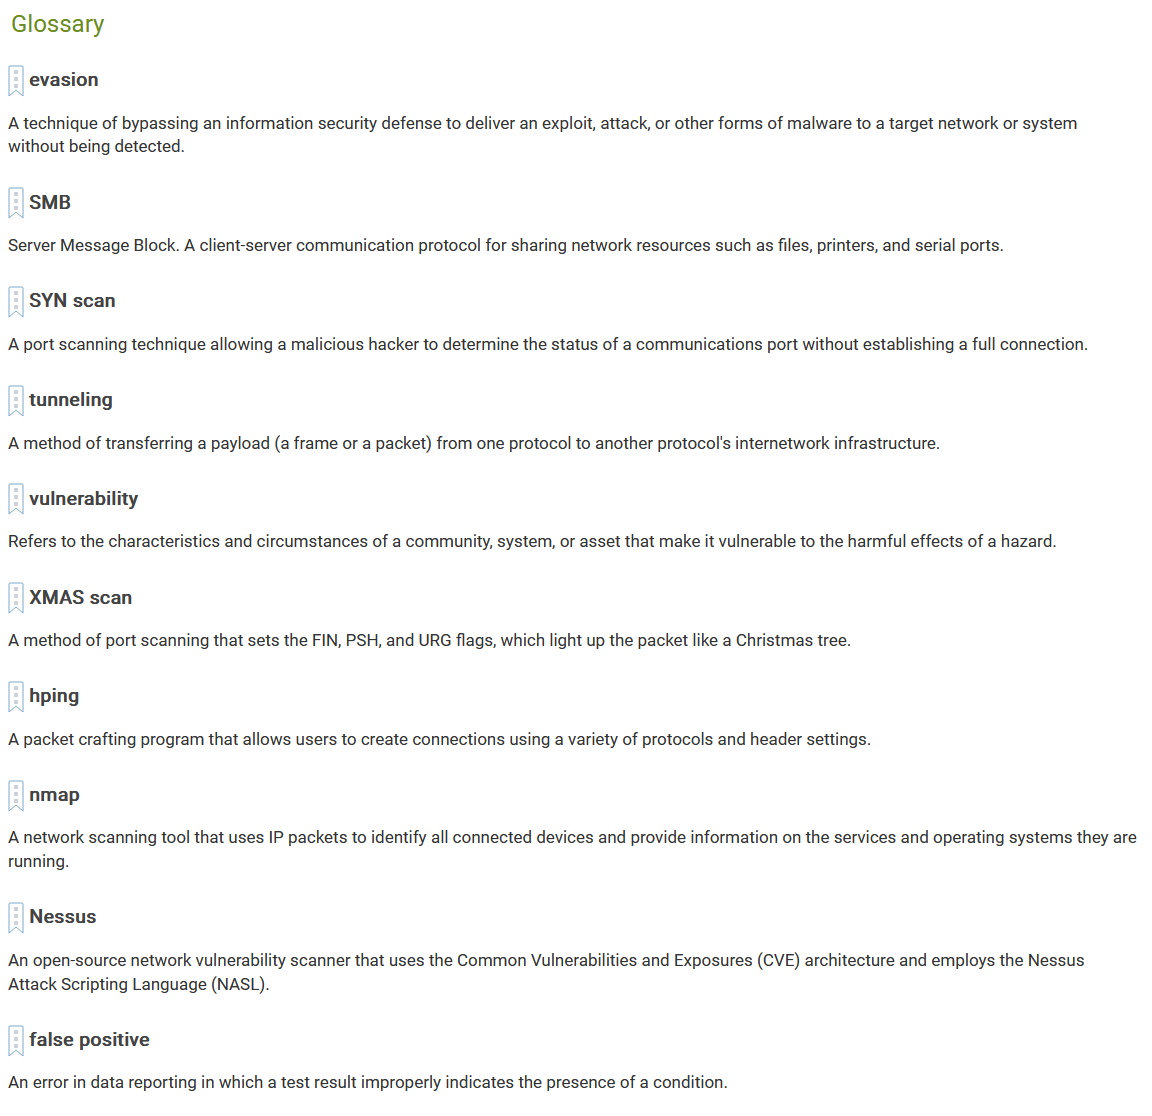 Glossary
evasion
A technique of bypassing an information security defense to deliver an exploit, attack, or other forms of malware to a target network or system
without being detected.
SMB
Server Message Block. A client-server communication protocol for sharing network resources such as files, printers, and serial ports.
SYN scan
A port scanning technique allowing a malicious hacker to determine the status of a communications port without establishing a full connection.
tunneling
A method of transferring a payload (a frame or a packet) from one protocol to another protocol's internetwork infrastructure.
vulnerability
Refers to the characteristics and circumstances of a community, system, or asset that make it vulnerable to the harmful effects of a hazard.
XMAS scan
A method of port scanning that sets the FIN, PSH, and URG flags, which light up the packet like a Christmas tree.
hping
A packet crafting program that allows users to create connections using a variety of protocols and header settings.
nmap
A network scanning tool that uses IP packets to identify all connected devices and provide information on the services and operating systems they are
running.
Nessus
An open-source network vulnerability scanner that uses the Common Vulnerabilities and Exposures (CVE) architecture and employs the Nessus
Attack Scripting Language (NASL).
false positive
An error in data reporting in which a test result improperly indicates the presence of a condition.